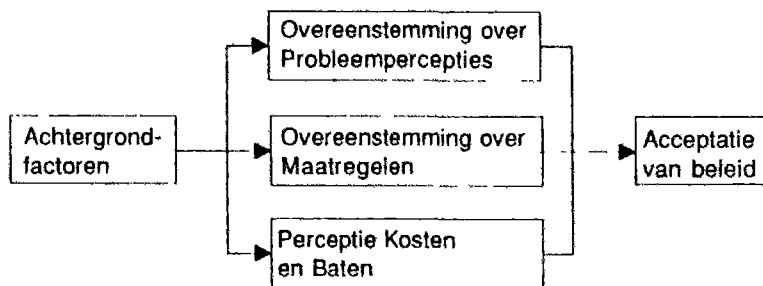 Overeenstemming over
Probleempercepties
Achtergrond-
factoren
Overeenstemming over
Maatregelen
Perceptie Kosten
en Baten
Acceptatie
van beleid